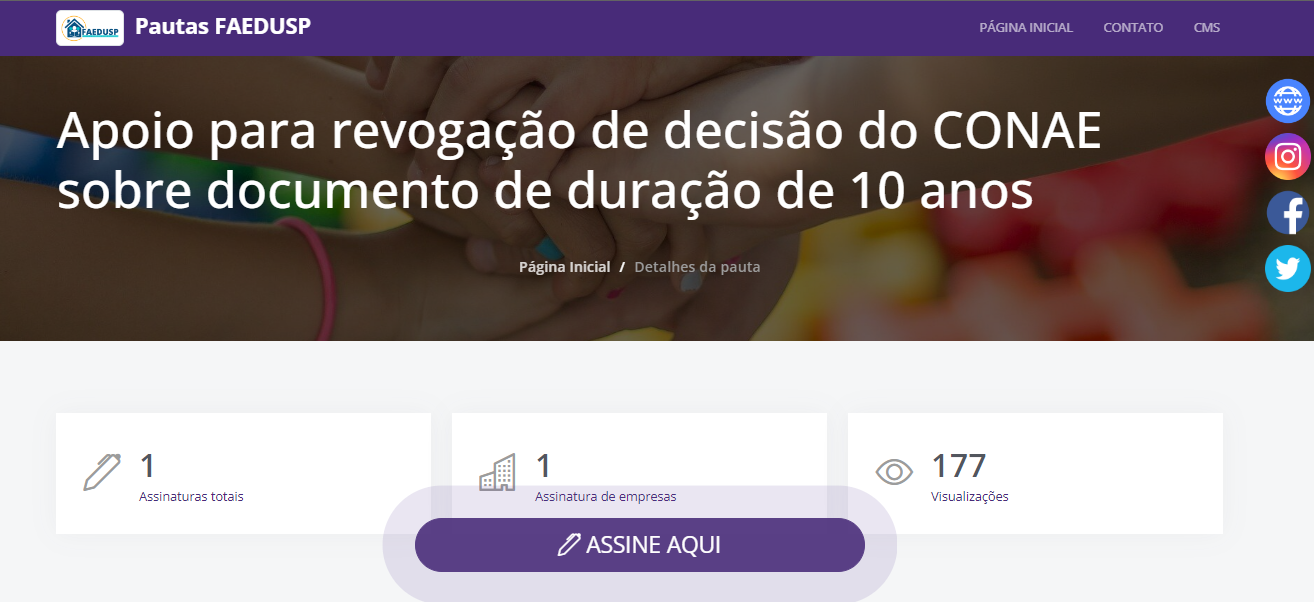 FAEDUSP
Pautas FAEDUSP
PÁGINA INICIAL
CONTATO
CMS
Apoio para revogação de decisão do CONAE
sobre documento de duração de 10 anos
Página Inicial / Detalhes da pauta
www
1
Assinaturas totais
1
Assinatura de empresas
177
Visualizações
ASSINE AQUI